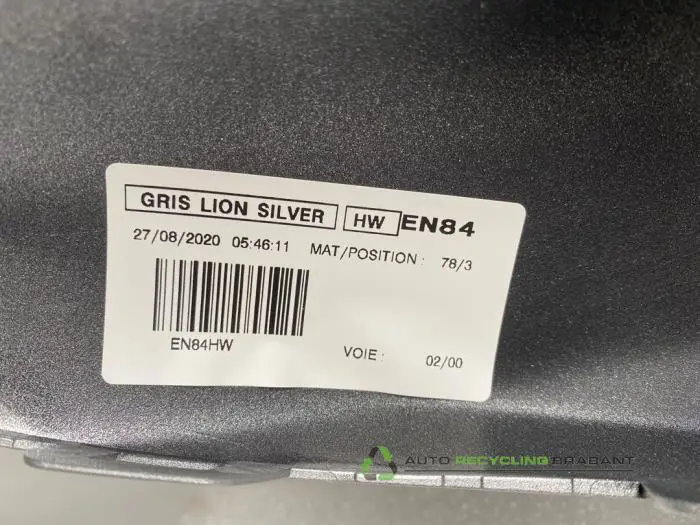 GRIS LION SILVER HW EN84
27/08/2020 05:46:11 MAT/POSITION : 78/3
EN84HW
VOIE : 02/00
AUTO RECYCLING BRABANT